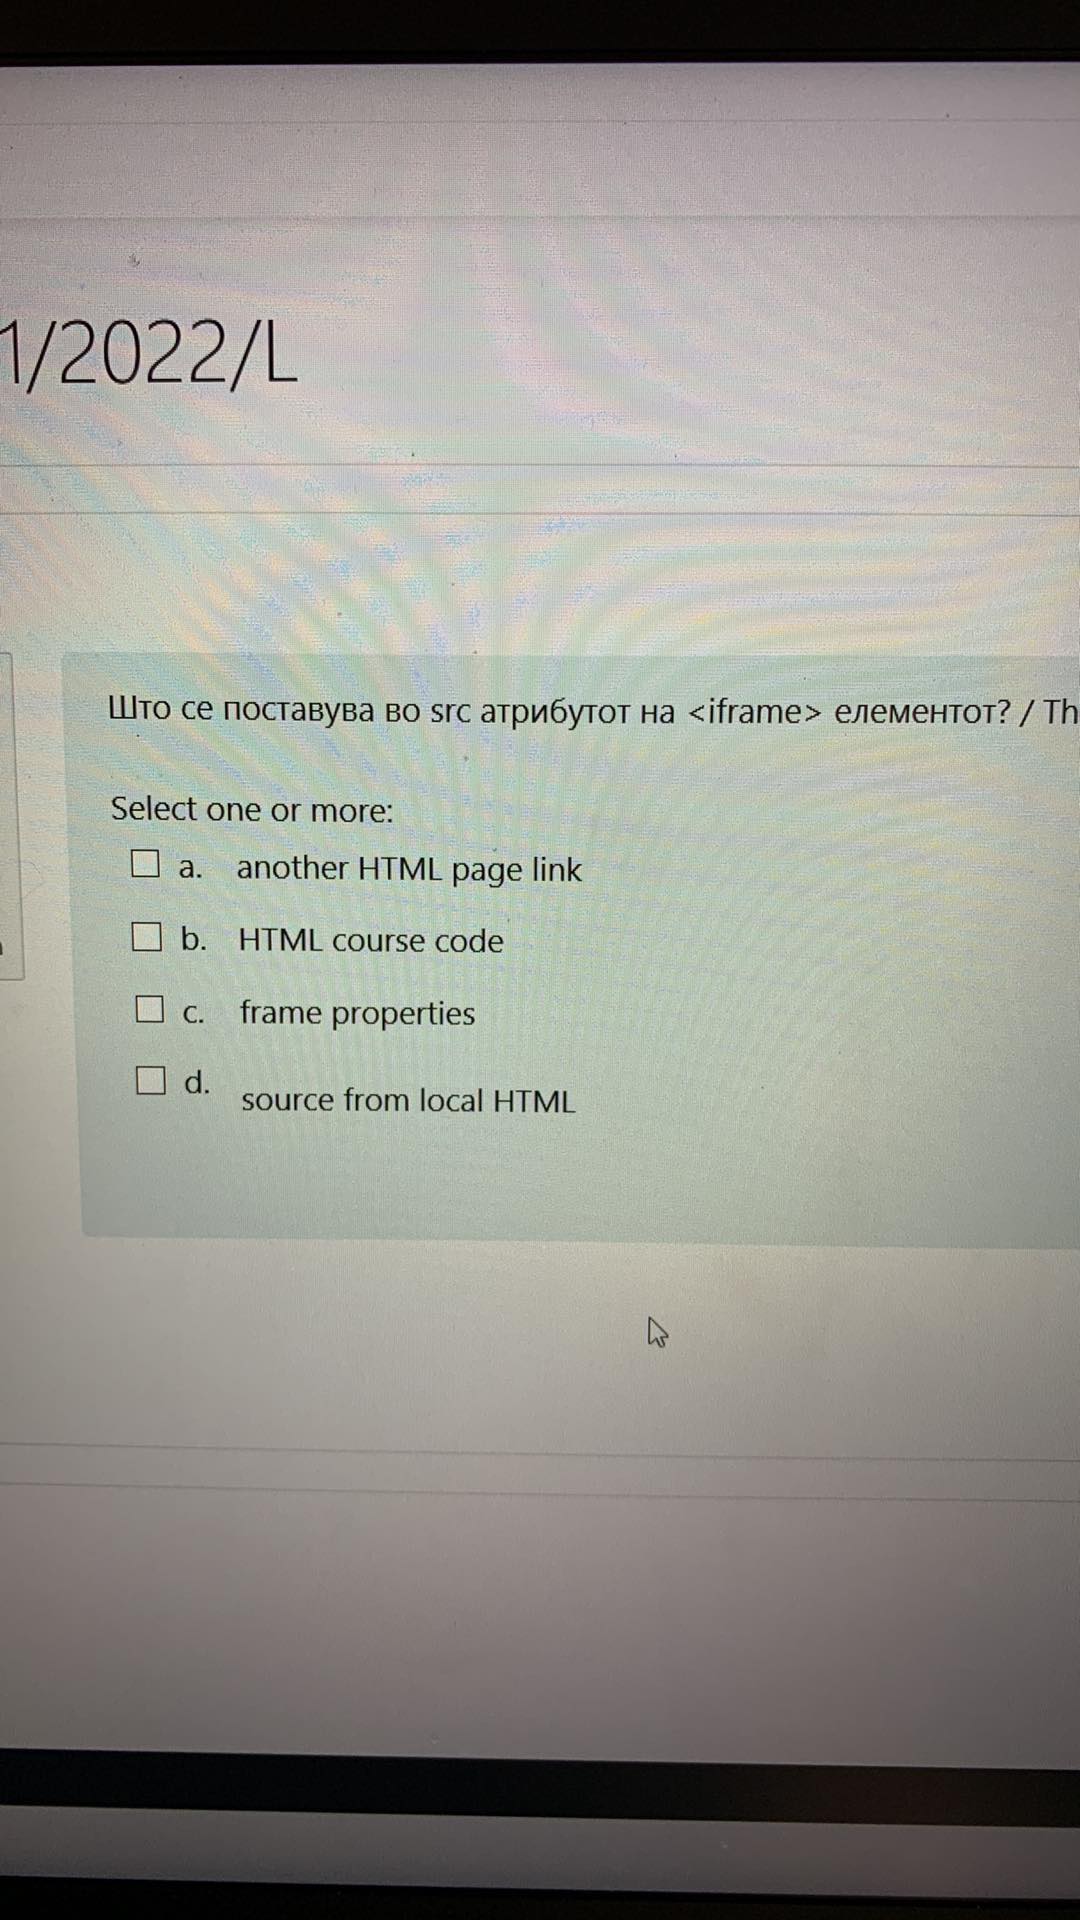 1/2022/L
Што се поставува во src атрибутот на <iframe> елементот? / Th
Select one or more:
a. another HTML page link
b. HTML course code
c. frame properties
d. source from local HTML